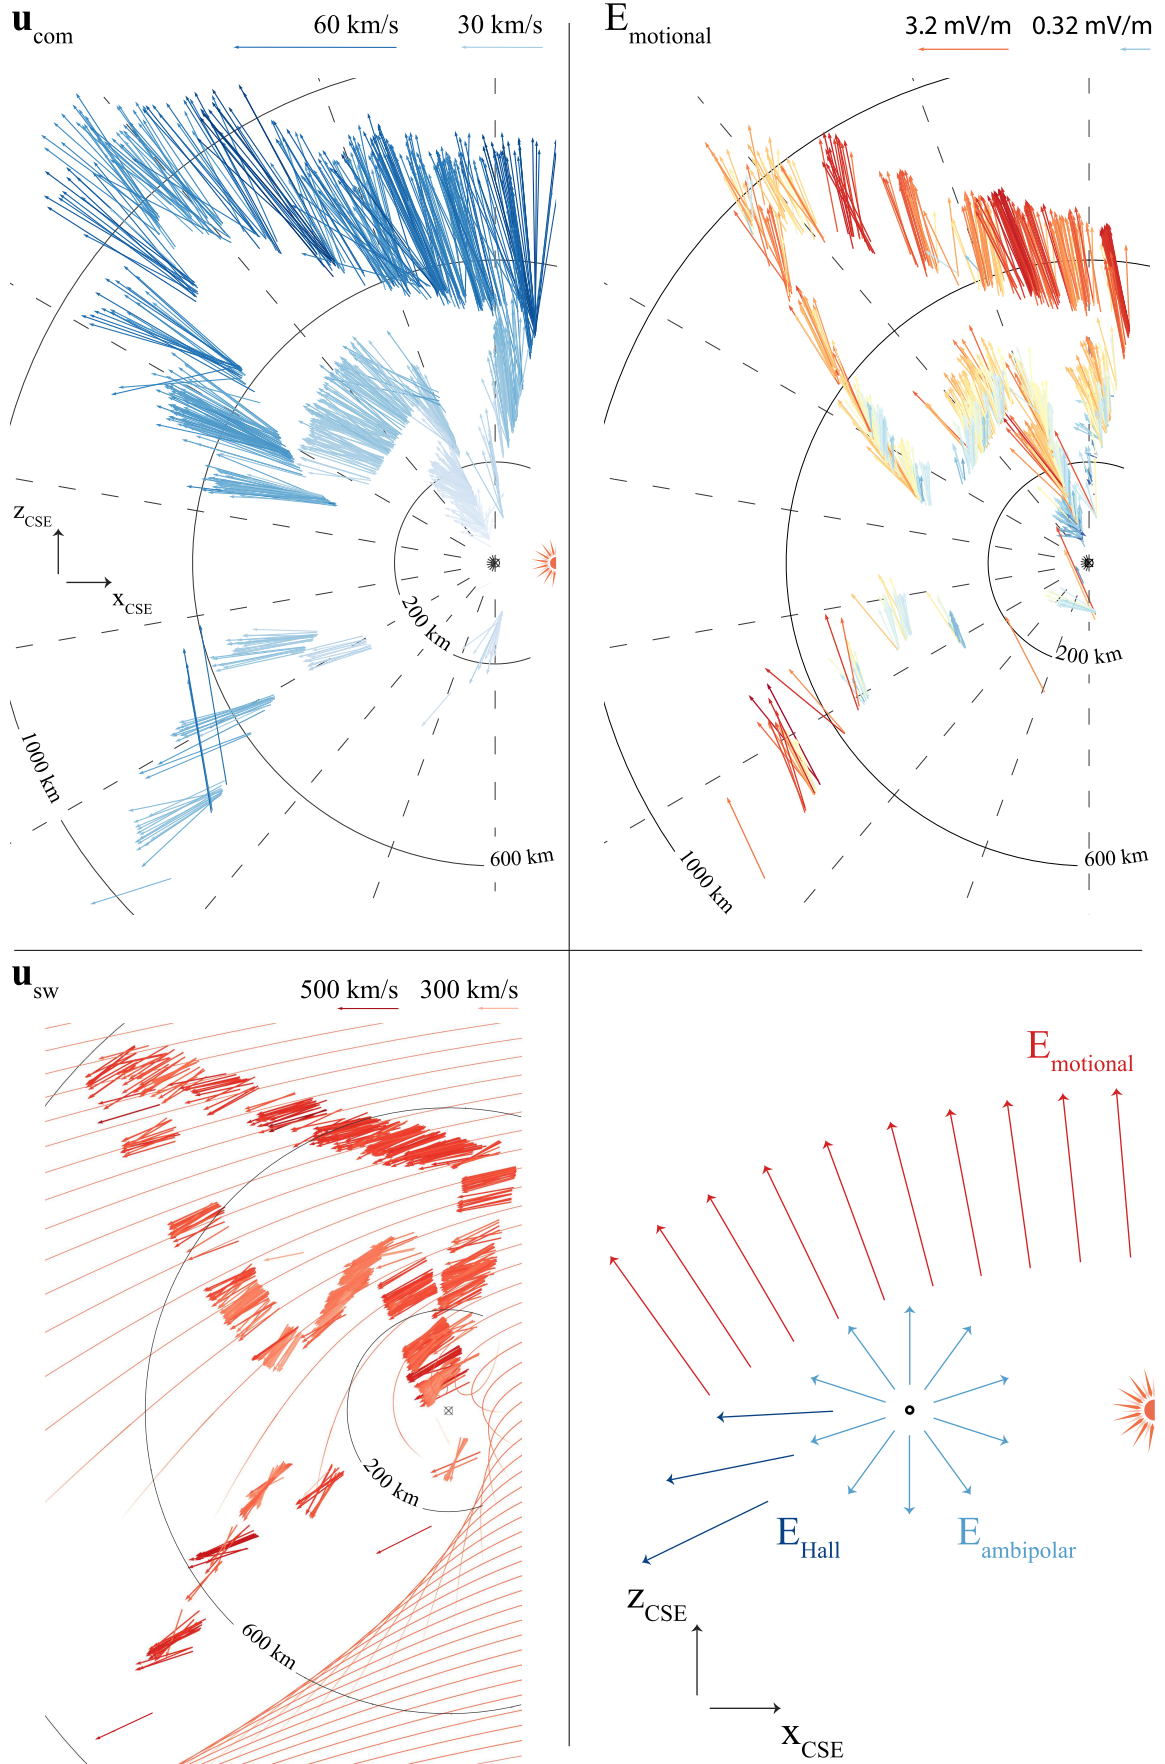 u com
60 km/s 30 km/s
E motional
3.2 mV/m 0.32 mV/m
z CSE
x CSE
200 km
600 km
1000 km
200 km
600 km
1000 km
u sw
500 km/s 300 km/s
200 km
600 km
E motional
E Hall
E ambipolar
z CSE
x CSE